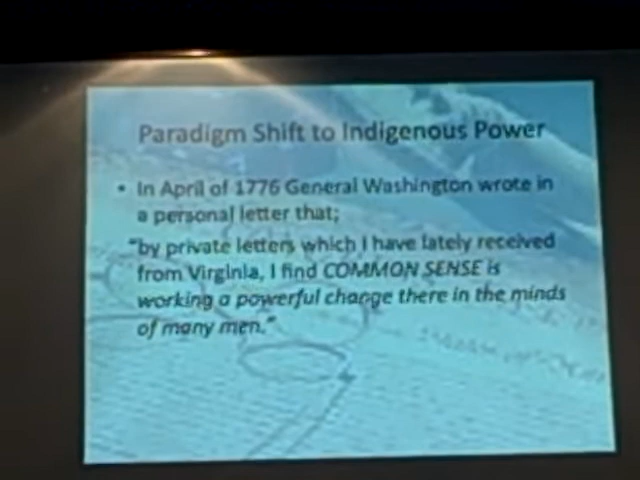 Paradigm Shift to Indigenous Power
• In April of 1776 General Washington wrote in
a personal letter that;
"by private letters which I have lately received
from Virginia, I find COMMON SENSE is
working a powerful change there in the minds
of many men."